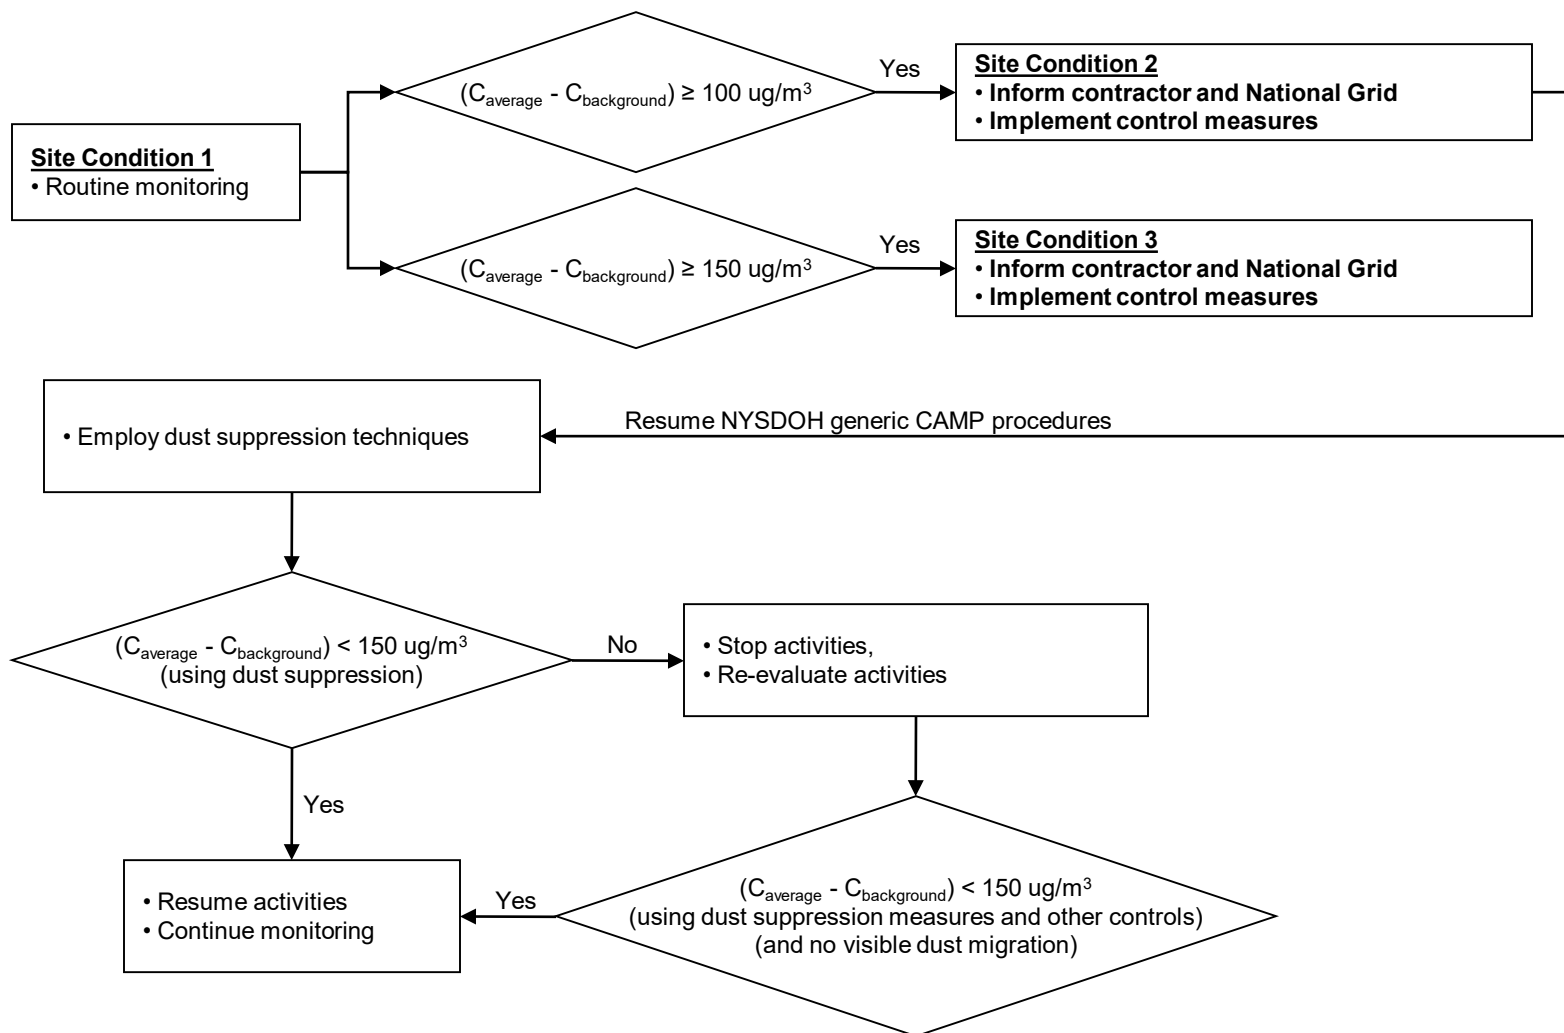 (Caverage - Cbackground) ≥ 100 ug/m³
Yes
Site Condition 2
• Inform contractor and National Grid
• Implement control measures
Site Condition 1
• Routine monitoring
(Caverage - Cbackground) ≥ 150 ug/m³
Yes
Site Condition 3
• Inform contractor and National Grid
• Implement control measures
Resume NYSDOH generic CAMP procedures
• Employ dust suppression techniques
(Caverage - Cbackground) < 150 ug/m³
(using dust suppression)
No
• Stop activities,
• Re-evaluate activities
Yes
• Resume activities
• Continue monitoring
Yes
(Caverage - Cbackground) < 150 ug/m³
(using dust suppression measures and other controls)
(and no visible dust migration)